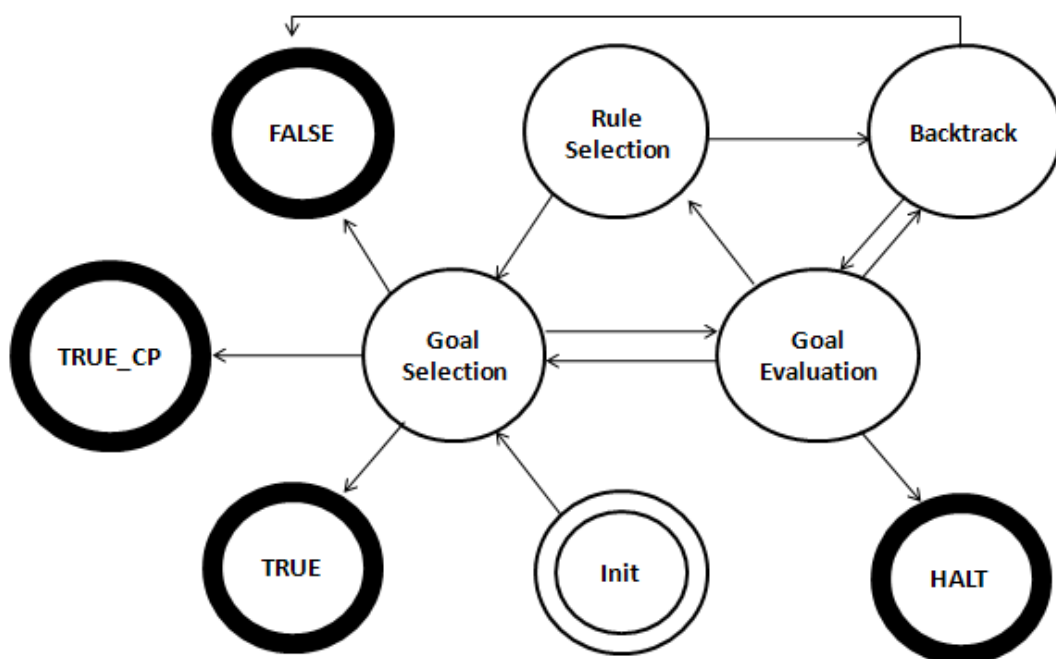 FALSE
Rule
Selection
Backtrack
TRUE_CP
Goal
Selection
Goal
Evaluation
TRUE
Init
HALT